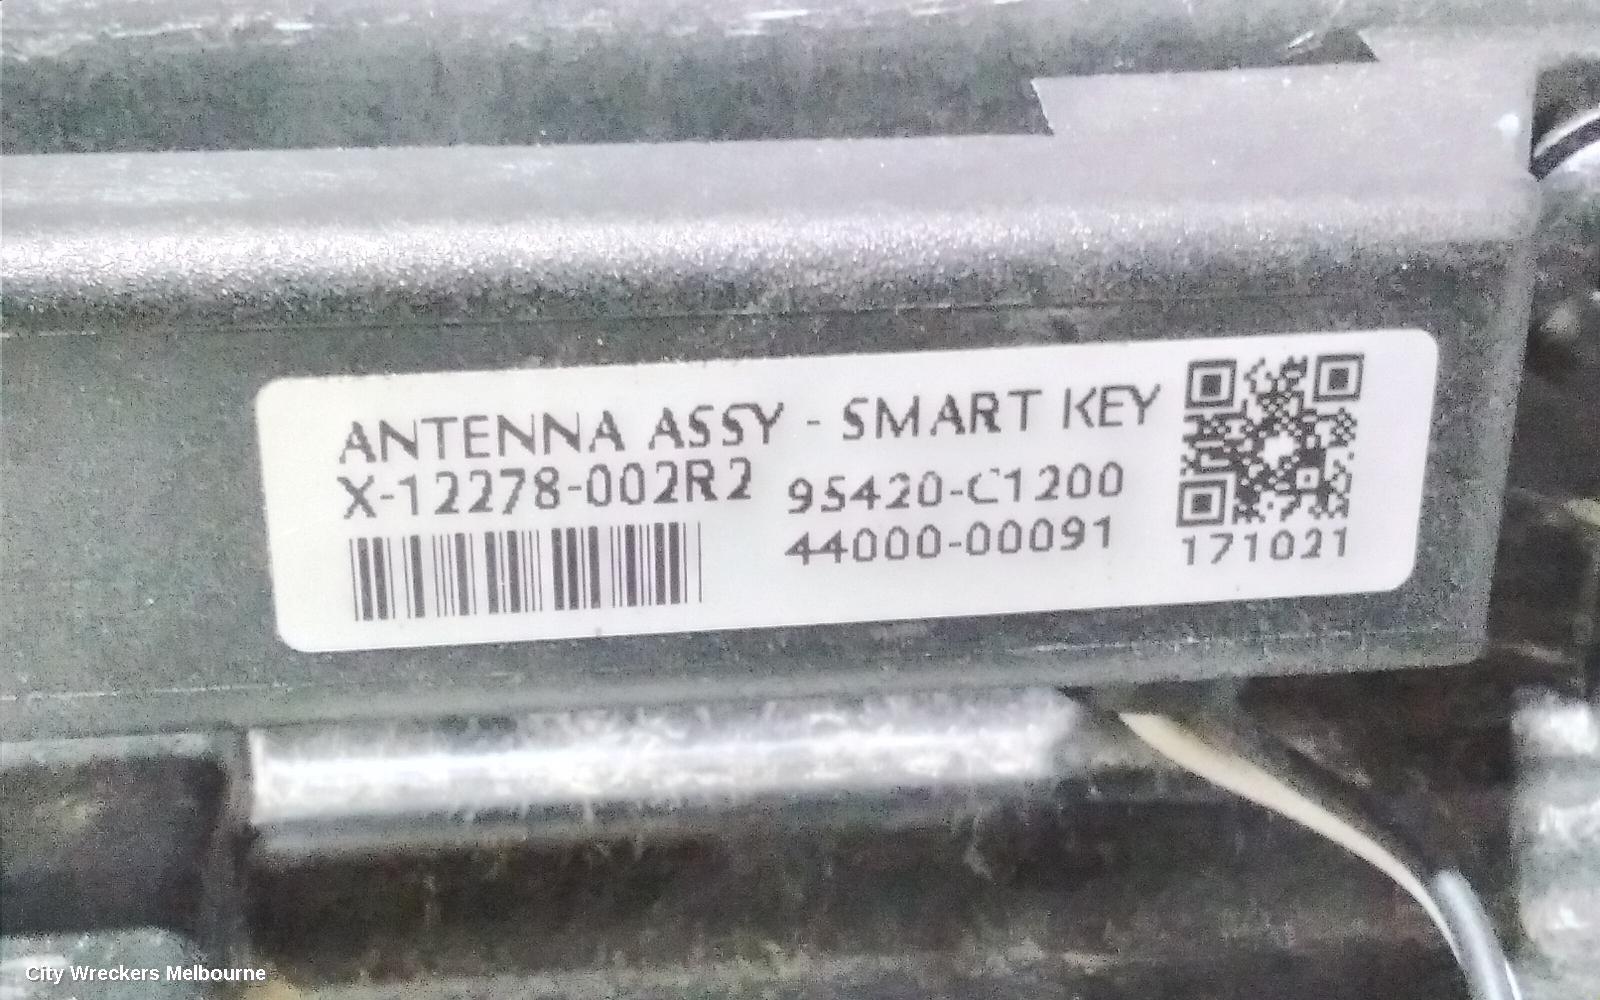 ANTENNA ASSY - SMART KEY
X-12278-002R2 95420-C1200
44000-00091
171021
City Wreckers Melbourne